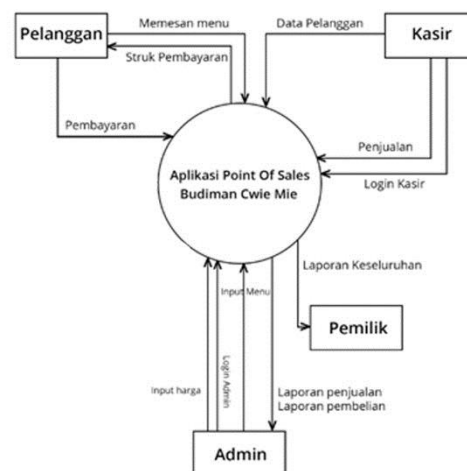 Pelanggan
Memesan menu
Struk Pembayaran
Data Pelanggan
Kasir
Pembayaran
Penjualan
Login Kasir
Aplikasi Point Of Sales
Budiman Cwie Mie
Laporan Keseluruhan
Input Menu
Pemilik
Login Admin
Input harga
Laporan penjualan
Laporan pembelian
Admin